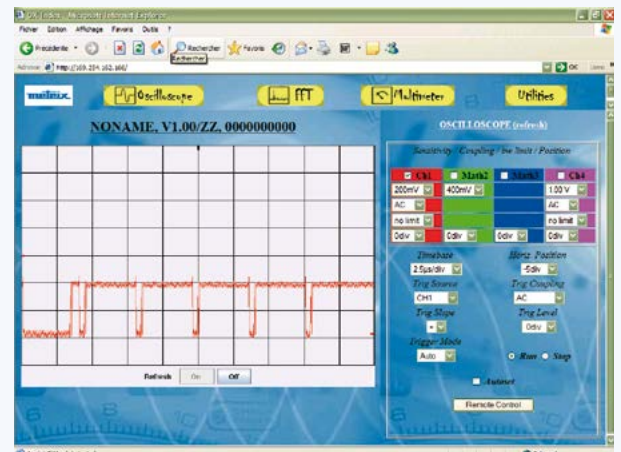 Microsoft Internet Explorer
Fichier Edition Affichage Favoris Outils ?
Précédente Rechercher Favoris
Rechercher
Adresse http://169.254.162.166/ OK
metrix Oscilloscope FFT Multimeter Utilities
NONAME, V1.00/ZZ, 0000000000
OSCILLOSCOPE (refresh)
Sensitivity / Coupling / bw limit / Position
Ch1 Math2 Math3 Ch4
200mV 400mV 1.00 V
AC AC
no limit no limit
0div 0div 0div 0div
Timebase Horiz Position
2.5µs/div -5div
Trig Source Trig Coupling
CH1 AC
Trig Slope Trig Level
+ 0div
Trigger Mode
Auto Run Stop
Refresh On Off
Autoset
Remote Control